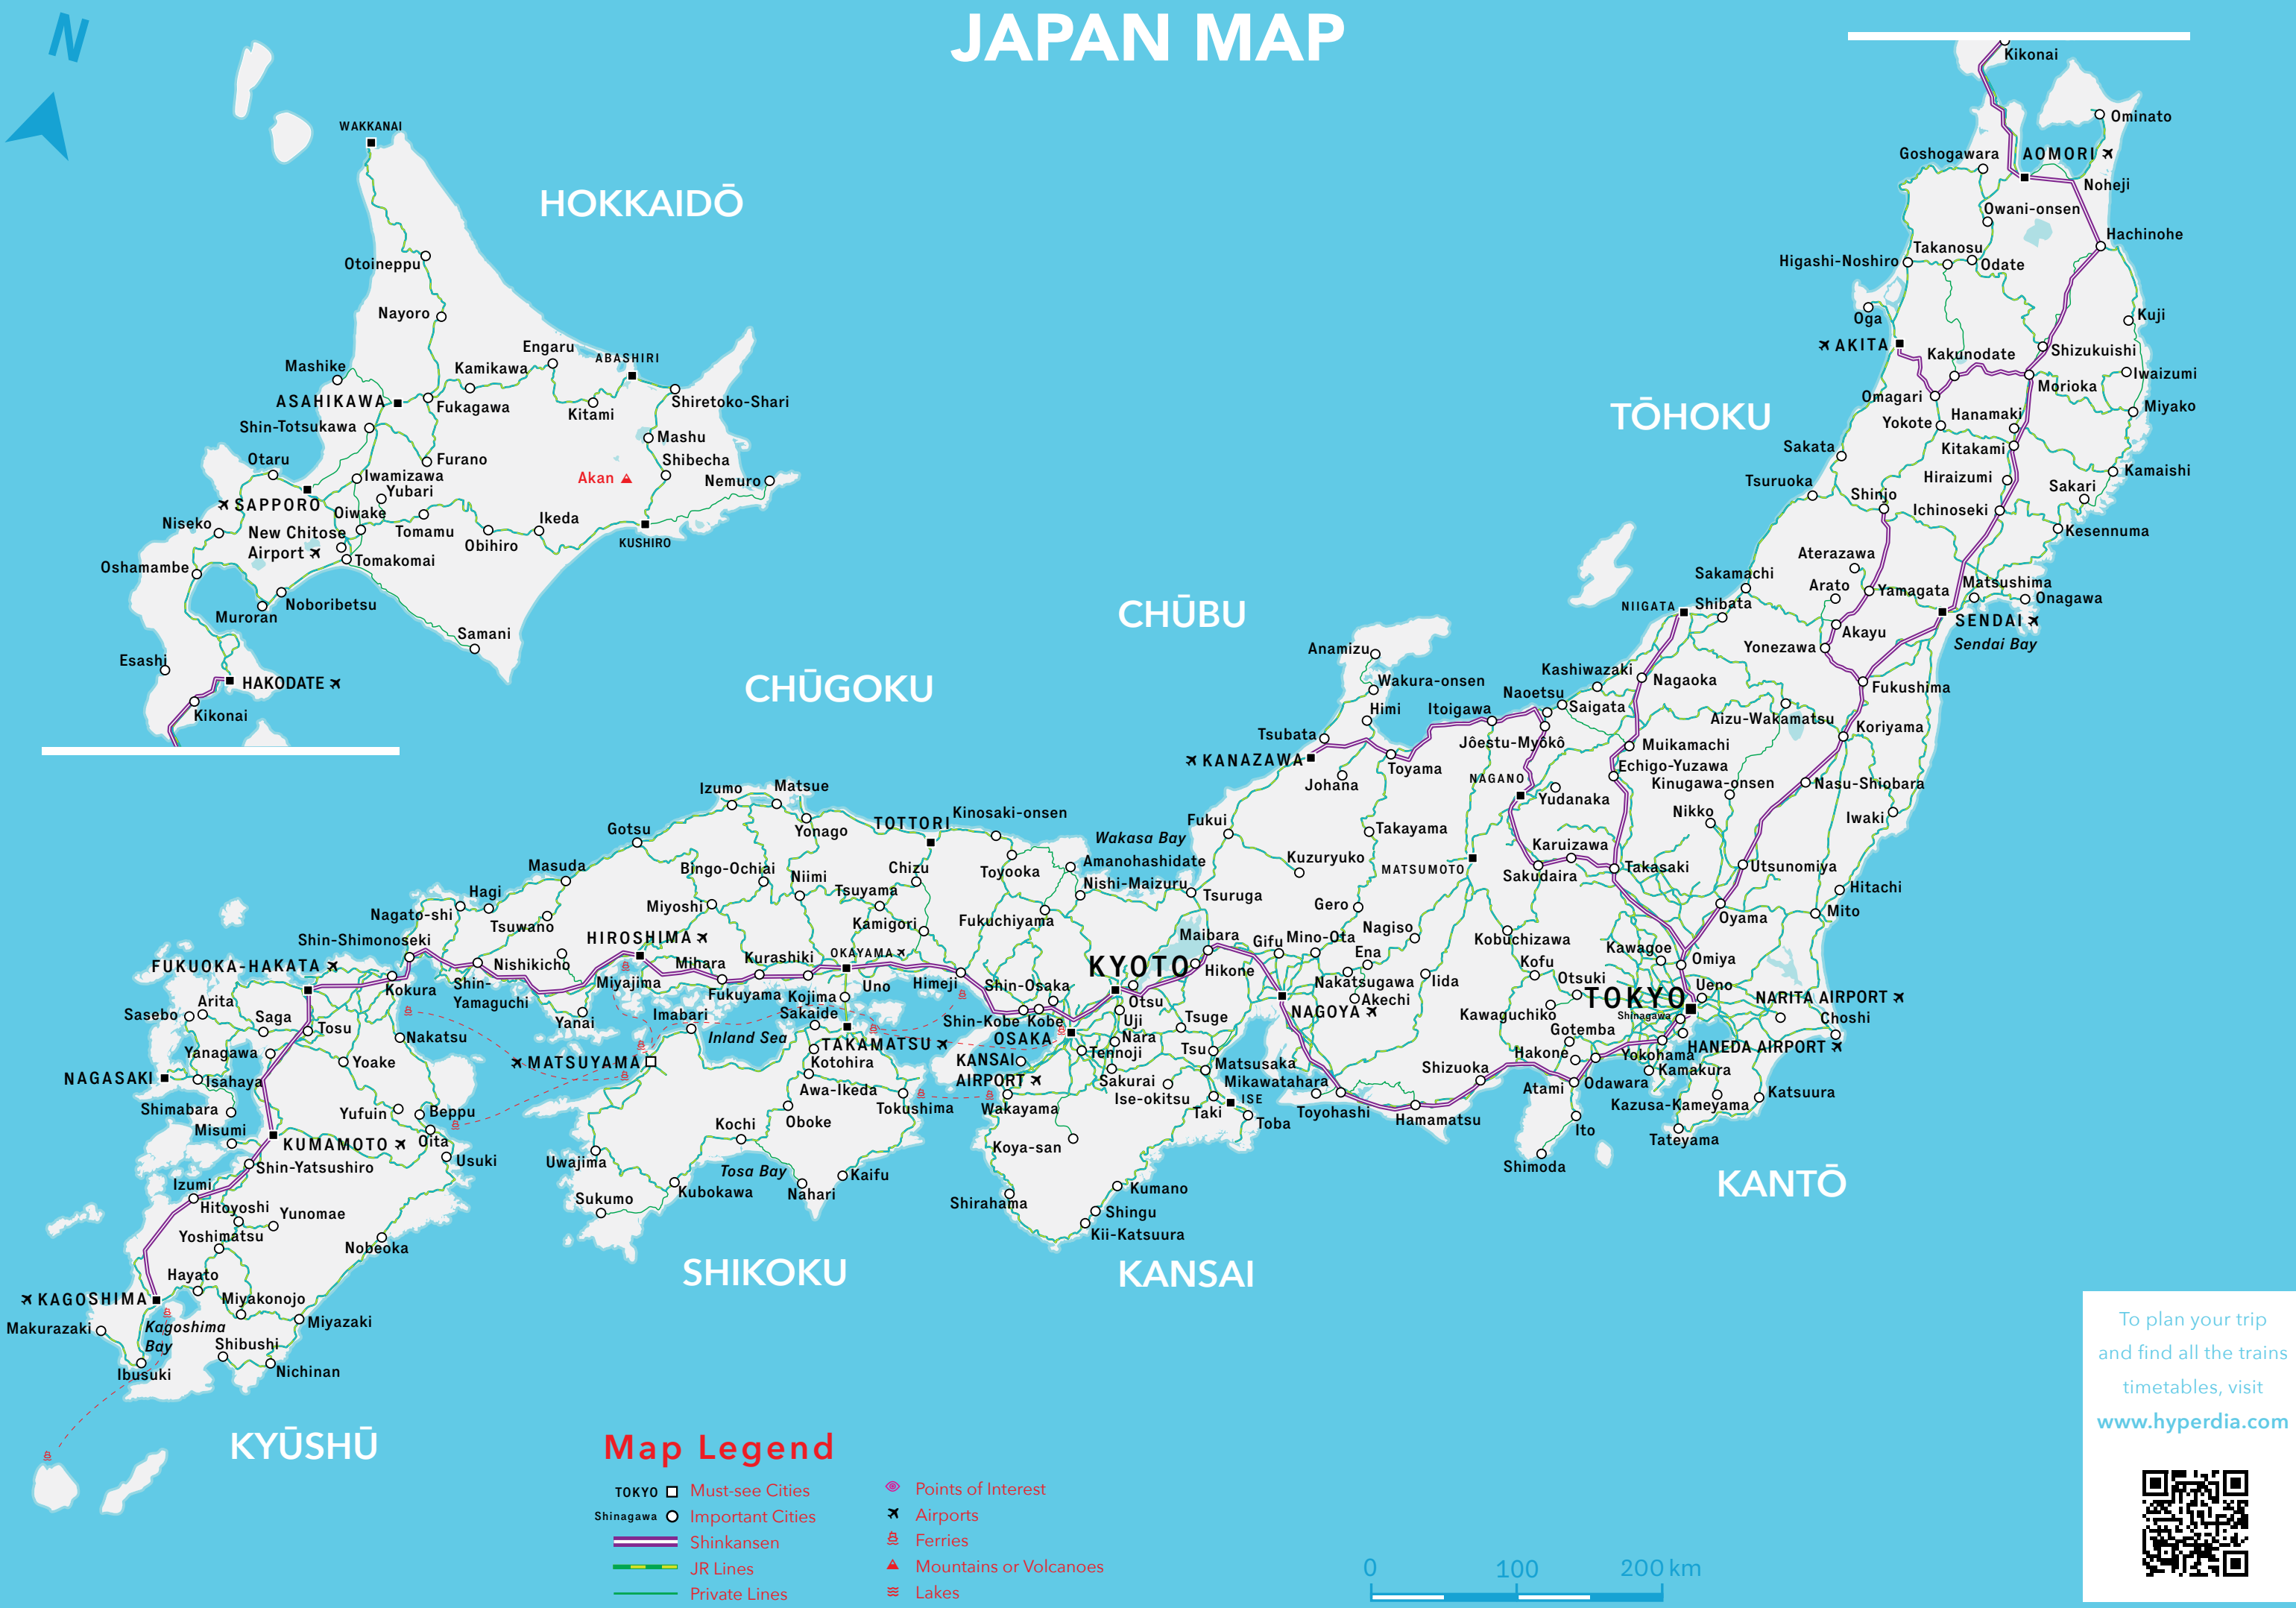 JAPAN MAP
N
HOKKAIDŌ
WAKKANAI
Otoineppu
Nayoro
Mashike
Engaru
ABASHIRI
Kamikawa
ASAHIKAWA
Fukagawa
Kitami
Shiretoko-Shari
Shin-Totsukawa
Mashu
Otaru
Furano
Shibecha
Iwamizawa
Akan
Nemuro
Yubari
SAPPORO
Oiwake
Niseko
New Chitose
Airport
Tomamu
Ikeda
Obihiro
KUSHIRO
Oshamambe
Tomakomai
Noboribetsu
Muroran
Samani
Esashi
HAKODATE
Kikonai
TŌHOKU
Kikonai
Ominato
Goshogawara
AOMORI
Noheji
Owani-onsen
Hachinohe
Takanosu
Higashi-Noshiro
Odate
Oga
Kuji
AKITA
Kakunodate
Shizukuishi
Iwaizumi
Morioka
Omagari
Miyako
Hanamaki
Yokote
Kitakami
Sakata
Kamaishi
Hiraizumi
Tsuruoka
Sakari
Shinjo
Ichinoseki
Kesennuma
Aterazawa
Sakamachi
Arato
Yamagata
Matsushima
Onagawa
NIIGATA
Shibata
SENDAI
Akayu
Sendai Bay
Yonezawa
Fukushima
Koriyama
Aizu-Wakamatsu
CHŪBU
Anamizu
Wakura-onsen
Kashiwazaki
Nagaoka
Himi
Itoigawa
Naoetsu
Saigata
Tsubata
Jôestu-Myôkô
Muikamachi
KANAZAWA
Toyama
Echigo-Yuzawa
Johana
NAGANO
Kinugawa-onsen
Nasu-Shiobara
Yudanaka
Nikko
Iwaki
Fukui
Takayama
Karuizawa
Kuzuryuko
MATSUMOTO
Sakudaira
Takasaki
Utsunomiya
Hitachi
Tsuruga
Gero
Oyama
Mito
Nagiso
Maibara
Gifu
Mino-Ota
Kobuchizawa
Kawagoe
Ena
Omiya
Hikone
Kofu
Nakatsugawa
Iida
Otsuki
Ueno
TOKYO
NARITA AIRPORT
Akechi
Shinagawa
NAGOYA
Kawaguchiko
Choshi
Gotemba
HANEDA AIRPORT
Hakone
Yokohama
Kamakura
Shizuoka
Odawara
Atami
Katsuura
Kazusa-Kameyama
Mikawatahara
Toyohashi
Hamamatsu
Ito
Tateyama
Shimoda
KANTŌ
CHŪGOKU
Izumo
Matsue
TOTTORI
Kinosaki-onsen
Gotsu
Yonago
Wakasa Bay
Masuda
Amanohashidate
Bingo-Ochiai
Niimi
Chizu
Toyooka
Nishi-Maizuru
Hagi
Tsuyama
Nagato-shi
Miyoshi
Fukuchiyama
Tsuwano
Kamigori
Shin-Shimonoseki
HIROSHIMA
OKAYAMA
KYOTO
FUKUOKA-HAKATA
Nishikicho
Mihara
Kurashiki
Miyajima
Himeji
Shin-Osaka
Kokura
Shin-
Yamaguchi
Fukuyama
Kojima
Uno
Otsu
Arita
Yanai
Imabari
Sakaide
Shin-Kobe
Kobe
Uji
Tsuge
Sasebo
Saga
Tosu
Inland Sea
OSAKA
Nara
Nakatsu
TAKAMATSU
Tennoji
Tsu
Yanagawa
Yoake
MATSUYAMA
Kotohira
KANSAI
AIRPORT
Matsusaka
NAGASAKI
Isahaya
Awa-Ikeda
Sakurai
Ise-okitsu
ISE
Shimabara
Yufuin
Beppu
Tokushima
Wakayama
Taki
Toba
Misumi
KUMAMOTO
Oita
Kochi
Oboke
Koya-san
Shin-Yatsushiro
Usuki
Uwajima
Tosa Bay
Kaifu
Izumi
Sukumo
Kubokawa
Nahari
Shirahama
Kumano
Hitoyoshi
Yunomae
Shingu
Yoshimatsu
Nobeoka
Kii-Katsuura
SHIKOKU
KANSAI
Hayato
KAGOSHIMA
Miyakonojo
Makurazaki
Kagoshima
Bay
Miyazaki
Shibushi
Ibusuki
Nichinan
KYŪSHŪ
Map Legend
TOKYO Must-see Cities
Shinagawa Important Cities
Shinkansen
JR Lines
Private Lines
Points of Interest
Airports
Ferries
Mountains or Volcanoes
Lakes
0 100 200 km
To plan your trip
and find all the trains
timetables, visit
www.hyperdia.com